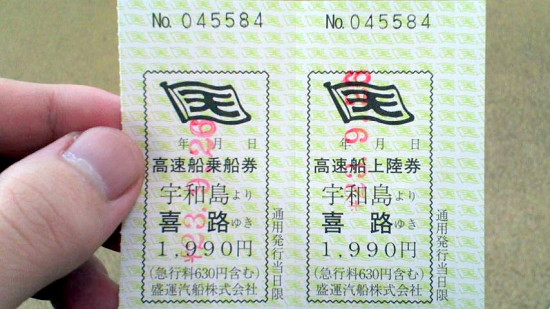 No. 045584
年 月 日
高速船乗船券
宇和島より
喜路ゆき
1,990円
(急行料630円含む)
盛運汽船株式会社
通用発行当日限
No. 045584
年 月 日
高速船上陸券
宇和島より
喜路ゆき
1,990円
(急行料630円含む)
盛運汽船株式会社
通用発行当日限